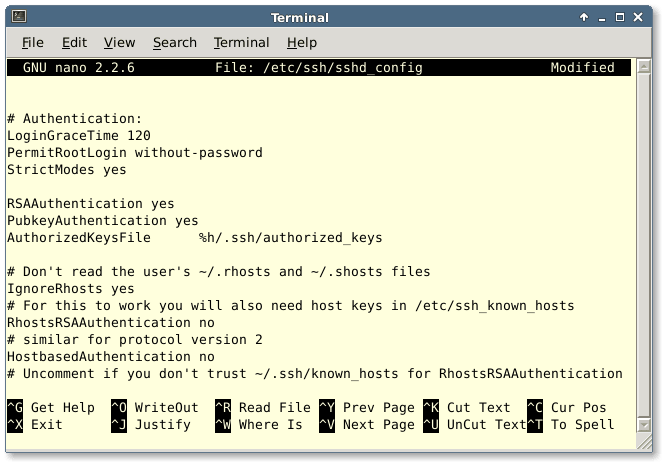 Terminal
File Edit View Search Terminal Help
GNU nano 2.2.6 File: /etc/ssh/sshd_config Modified
# Authentication:
LoginGraceTime 120
PermitRootLogin without-password
StrictModes yes
RSAAuthentication yes
PubkeyAuthentication yes
AuthorizedKeysFile %h/.ssh/authorized_keys
# Don't read the user's ~/.rhosts and ~/.shosts files
IgnoreRhosts yes
# For this to work you will also need host keys in /etc/ssh_known_hosts
RhostsRSAAuthentication no
# similar for protocol version 2
HostbasedAuthentication no
# Uncomment if you don't trust ~/.ssh/known_hosts for RhostsRSAAuthentication
^G Get Help ^O WriteOut ^R Read File ^Y Prev Page ^K Cut Text ^C Cur Pos
^X Exit ^J Justify ^W Where Is ^V Next Page ^U UnCut Text ^T To Spell